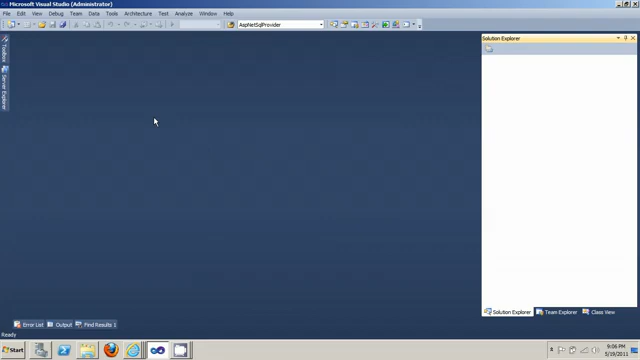 Microsoft Visual Studio (Administrator)
File Edit View Debug Team Data Tools Architecture Test Analyze Window Help
AspNetSqlProvider
Solution Explorer
Toolbox
Server Explorer
Solution Explorer Team Explorer Class View
Error List Output Find Results 1
Ready
Start
9:06 PM
5/19/2011